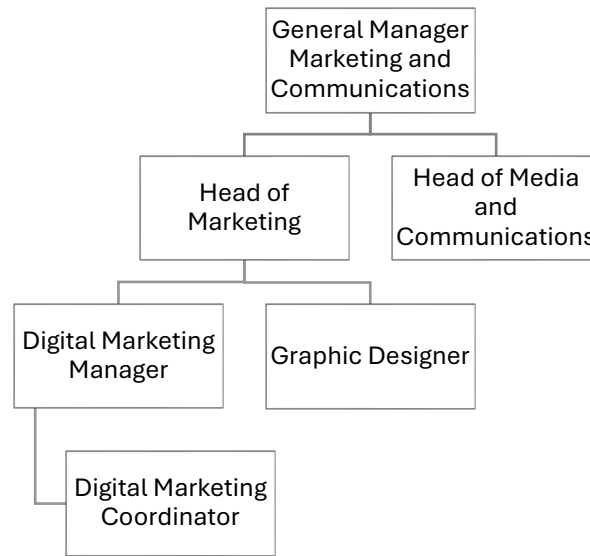 General Manager
Marketing and
Communications
Head of
Marketing
Head of Media
and
Communications
Digital Marketing
Manager
Graphic Designer
Digital Marketing
Coordinator